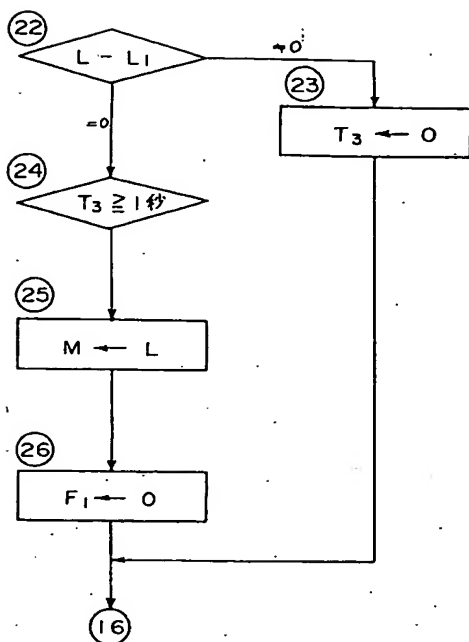 22
L - L1
≠0
=0
23
T3 ← 0
24
T3 ≧ 1秒
25
M ← L
26
F1 ← 0
16